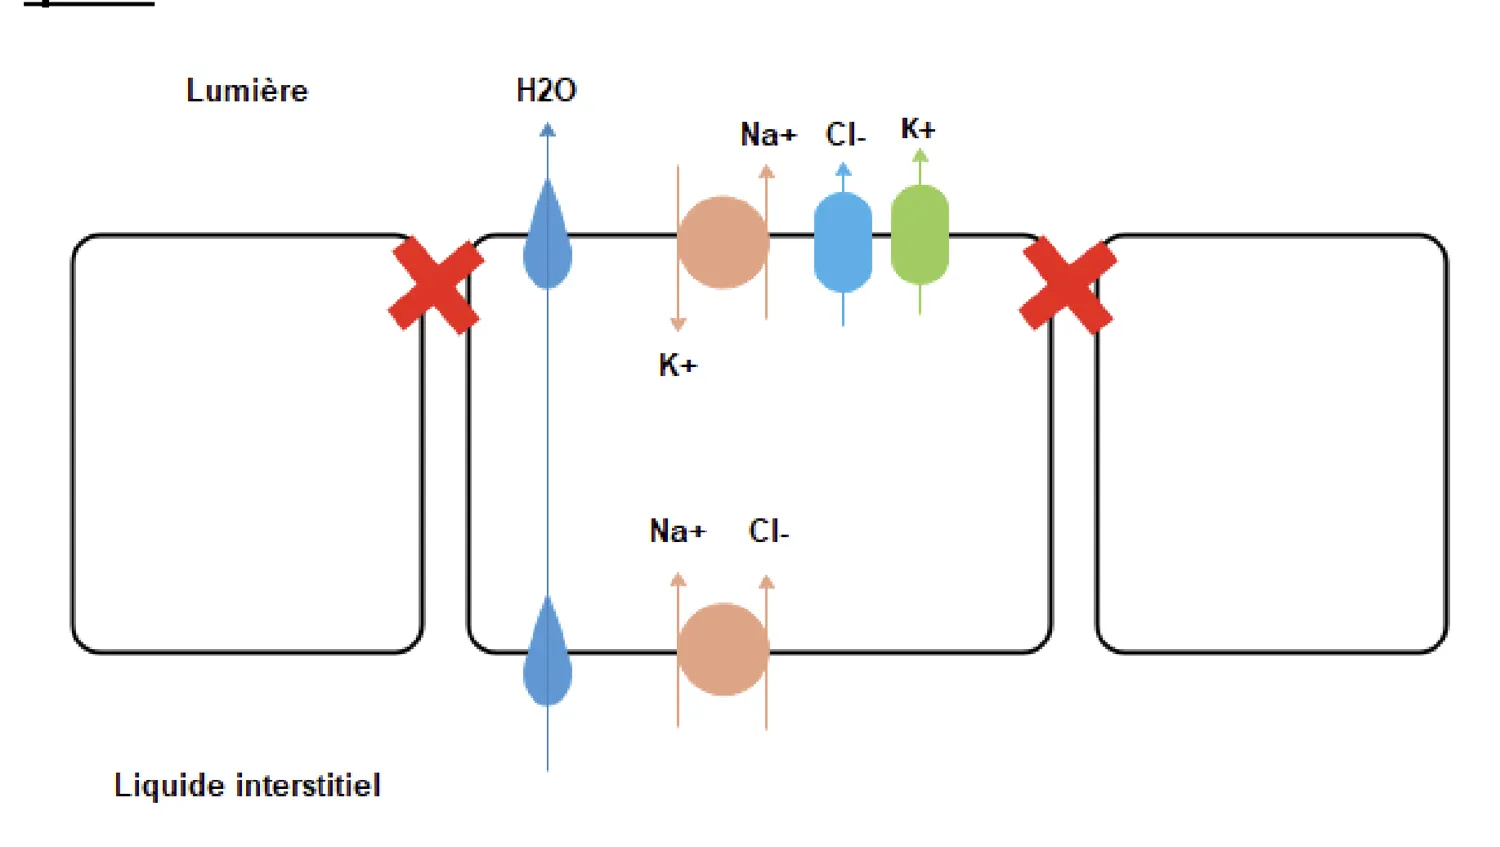 Lumière
H2O
Na+ Cl- K+
K+
Na+ Cl-
Liquide interstitiel